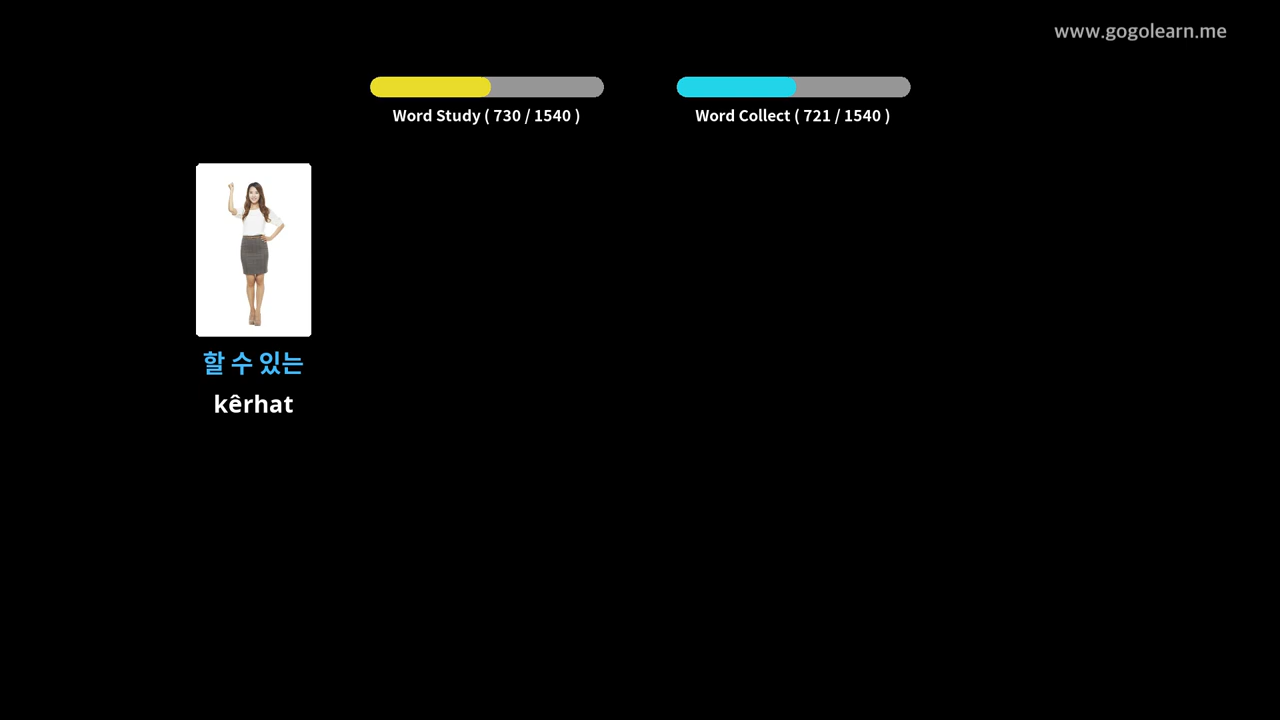 www.gogolearn.me
Word Study ( 730 / 1540 )
Word Collect ( 721 / 1540 )
할 수 있는
kêrhat